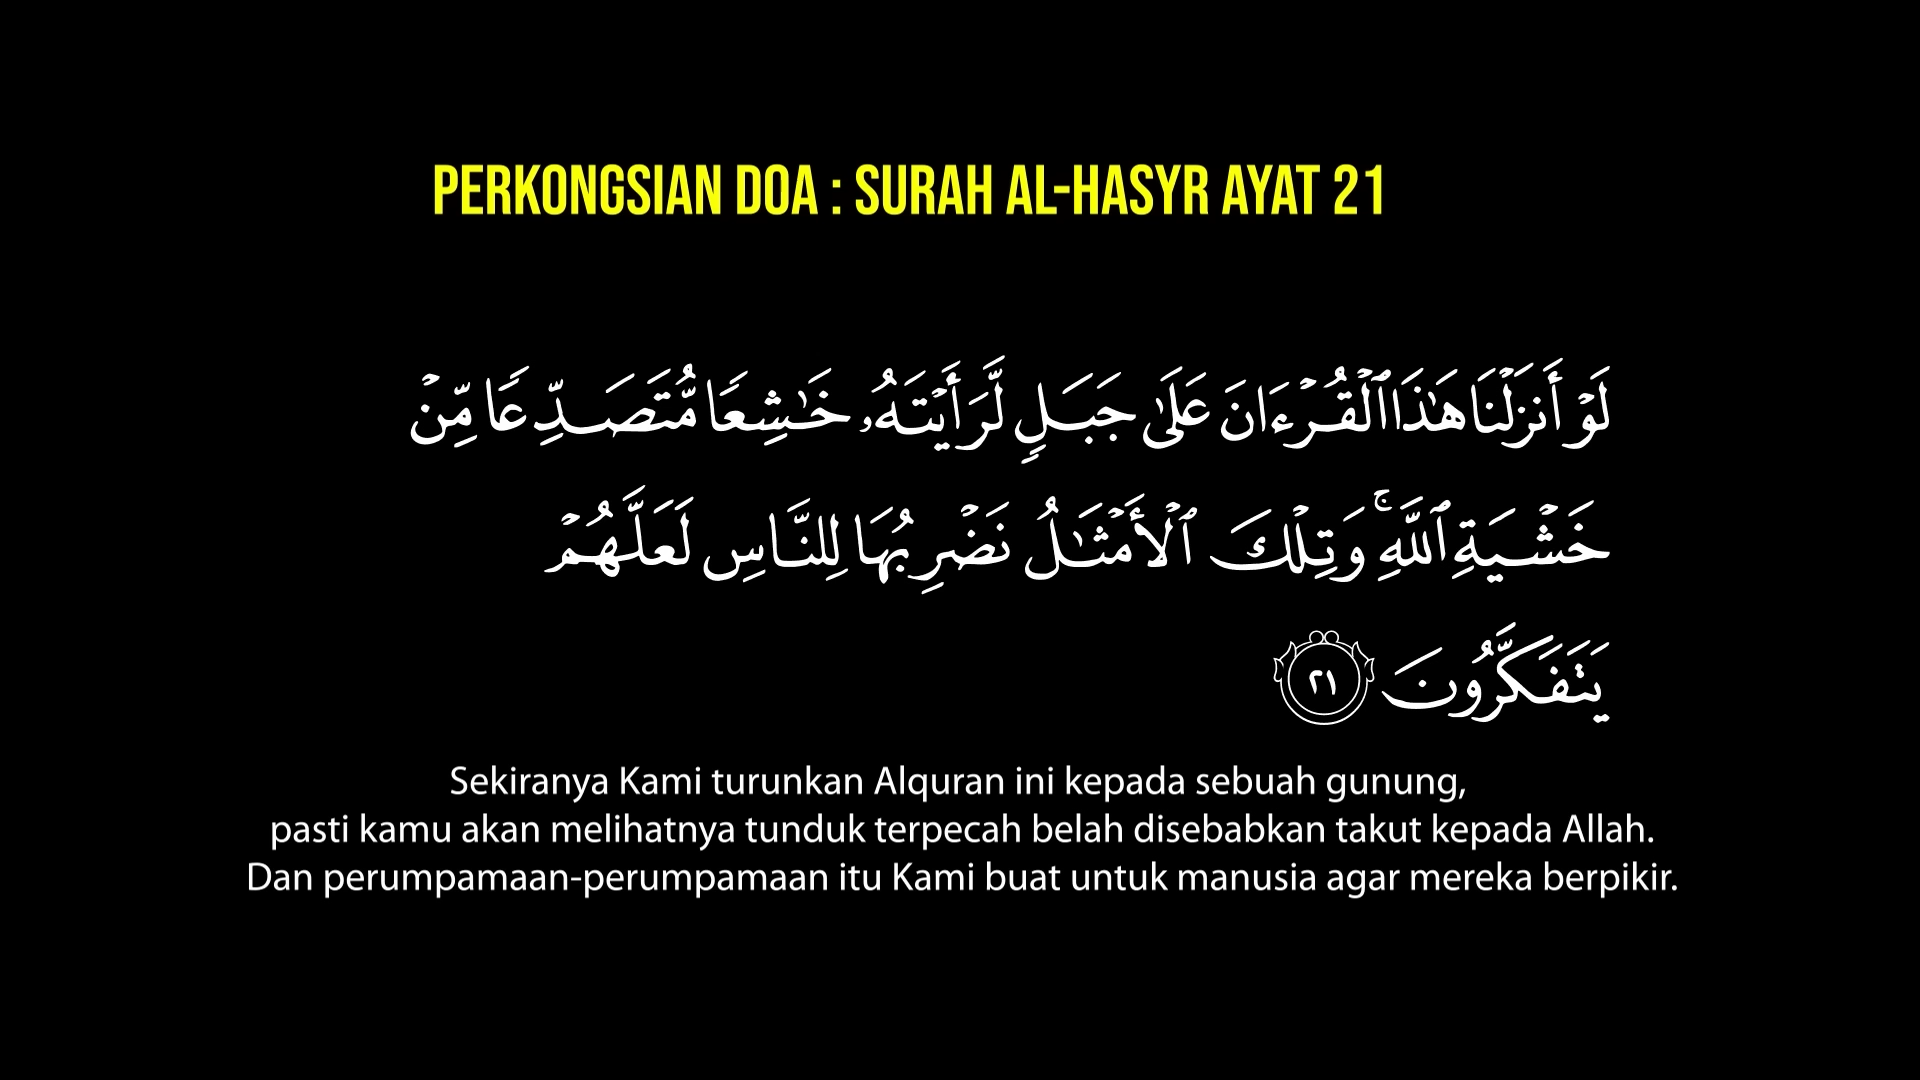 PERKONGSIAN DOA : SURAH AL-HASYR AYAT 21
لَوْ أَنزَلْنَا هَٰذَا ٱلْقُرْءَانَ عَلَىٰ جَبَلٍ لَّرَأَيْتَهُۥ خَٰشِعًا مُّتَصَدِّعًا مِّنْ
خَشْيَةِ ٱللَّهِ ۚ وَتِلْكَ ٱلْأَمْثَٰلُ نَضْرِبُهَا لِلنَّاسِ لَعَلَّهُمْ
يَتَفَكَّرُونَ ٢١
Sekiranya Kami turunkan Alquran ini kepada sebuah gunung,
pasti kamu akan melihatnya tunduk terpecah belah disebabkan takut kepada Allah.
Dan perumpamaan-perumpamaan itu Kami buat untuk manusia agar mereka berpikir.